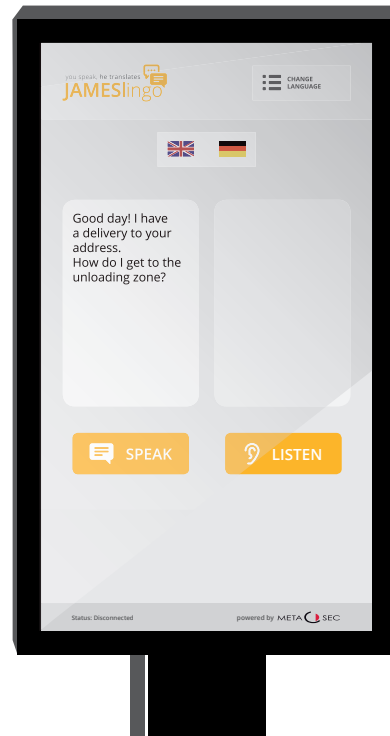 you speak, he translates
JAMESlingo
CHANGE
LANGUAGE
Good day! I have
a delivery to your
address.
How do I get to the
unloading zone?
SPEAK
LISTEN
Status: Disconnected
powered by META SEC